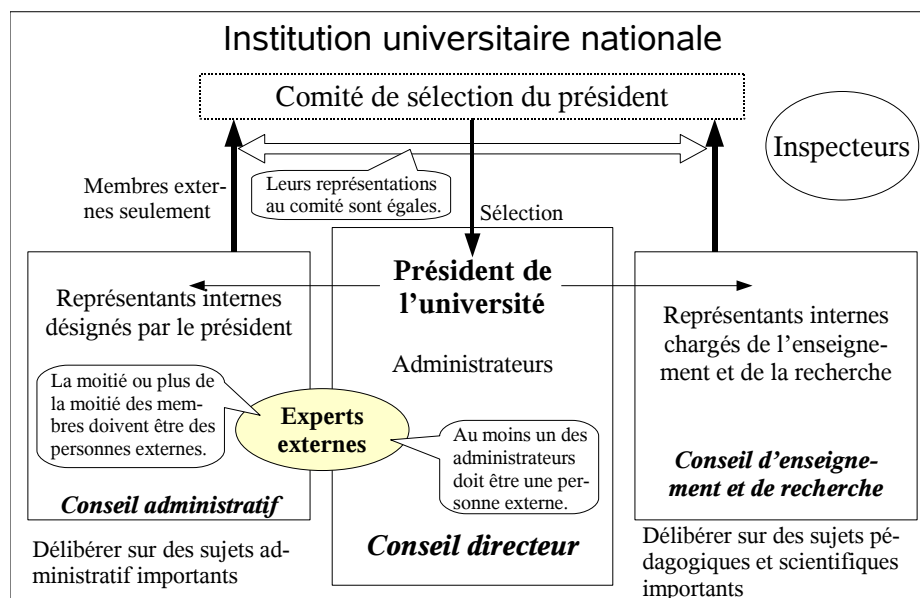 Institution universitaire nationale
Comité de sélection du président
Inspecteurs
Membres exter-
nes seulement
Leurs représentations
au comité sont égales.
Sélection
Représentants internes
désignés par le président
La moitié ou plus de
la moitié des mem-
bres doivent être des
personnes externes.
Conseil administratif
Délibérer sur des sujets ad-
ministratif importants
Président de
l’université
Administrateurs
Experts
externes
Au moins un des
administrateurs
doit être une per-
sonne externe.
Conseil directeur
Représentants internes
chargés de l’enseigne-
ment et de la recherche
Conseil d’enseigne-
ment et de recherche
Délibérer sur des sujets pé-
dagogiques et scientifiques
importants